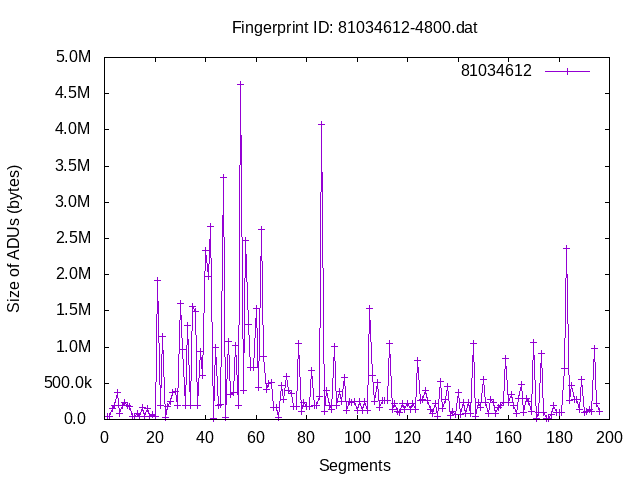 Fingerprint ID: 81034612-4800.dat
81034612
Size of ADUs (bytes)
5.0M
4.5M
4.0M
3.5M
3.0M
2.5M
2.0M
1.5M
1.0M
500.0k
0.0
0 20 40 60 80 100 120 140 160 180 200
Segments